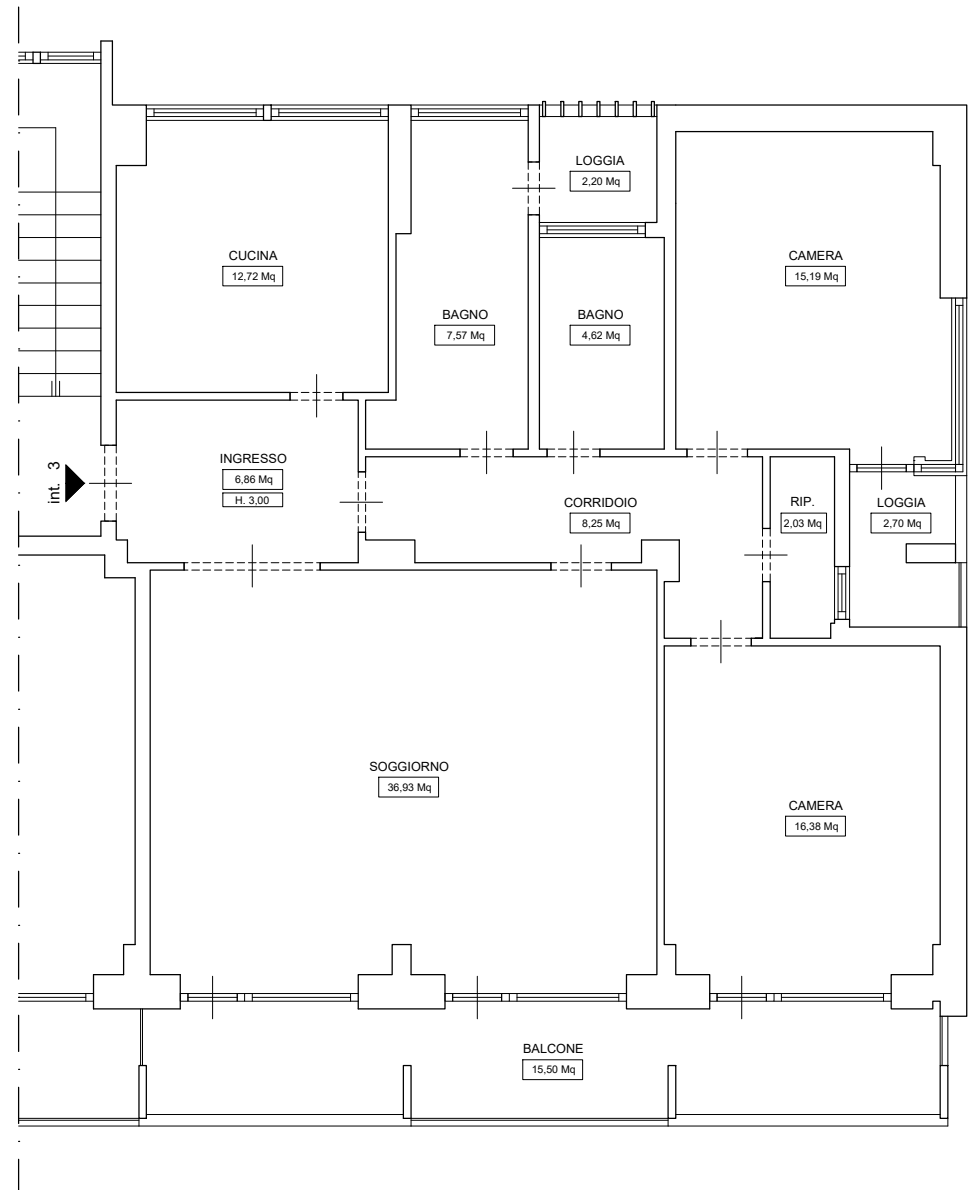 LOGGIA
2,20 Mq
CUCINA
12,72 Mq
CAMERA
15,19 Mq
BAGNO
7,57 Mq
BAGNO
4,62 Mq
int. 3
INGRESSO
6,86 Mq
H. 3,00
CORRIDOIO
8,25 Mq
RIP.
2,03 Mq
LOGGIA
2,70 Mq
SOGGIORNO
36,93 Mq
CAMERA
16,38 Mq
BALCONE
15,50 Mq